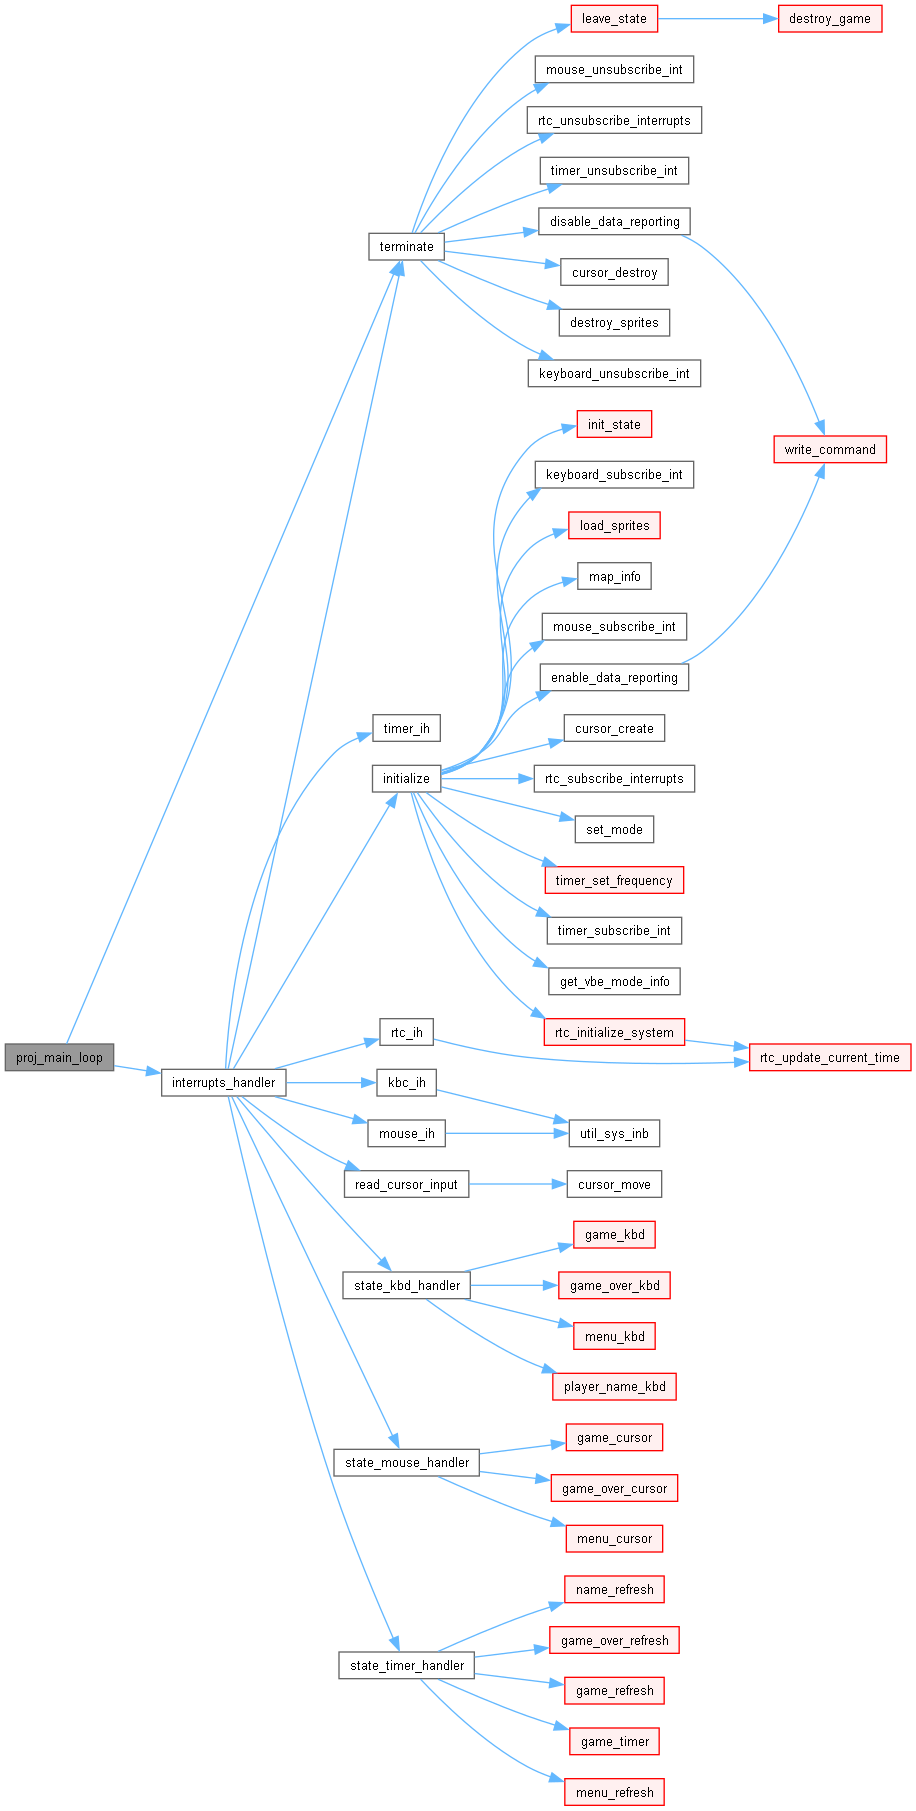 leave_state
destroy_game
mouse_unsubscribe_int
rtc_unsubscribe_interrupts
timer_unsubscribe_int
disable_data_reporting
terminate
cursor_destroy
destroy_sprites
keyboard_unsubscribe_int
init_state
write_command
keyboard_subscribe_int
load_sprites
map_info
mouse_subscribe_int
enable_data_reporting
timer_ih
cursor_create
initialize
rtc_subscribe_interrupts
set_mode
timer_set_frequency
timer_subscribe_int
get_vbe_mode_info
rtc_ih
rtc_initialize_system
proj_main_loop
rtc_update_current_time
interrupts_handler
kbc_ih
mouse_ih
util_sys_inb
read_cursor_input
cursor_move
game_kbd
state_kbd_handler
game_over_kbd
menu_kbd
player_name_kbd
game_cursor
state_mouse_handler
game_over_cursor
menu_cursor
name_refresh
game_over_refresh
state_timer_handler
game_refresh
game_timer
menu_refresh